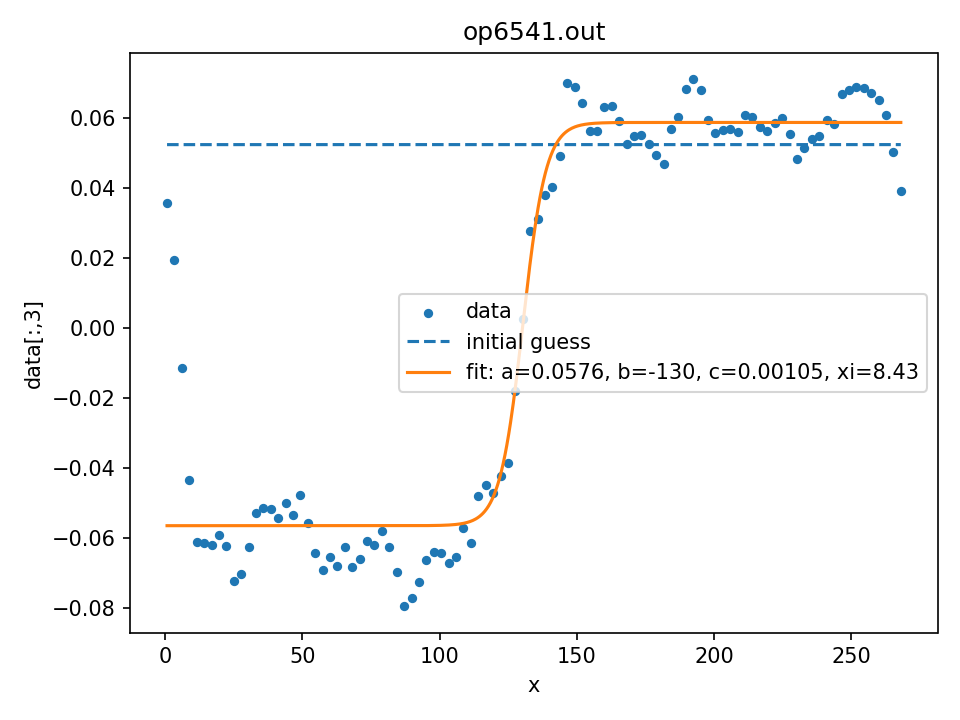 op6541.out
0.06
0.04
0.02
0.00
−0.02
−0.04
−0.06
−0.08
data[:,3]
data
initial guess
fit: a=0.0576, b=-130, c=0.00105, xi=8.43
0 50 100 150 200 250
x